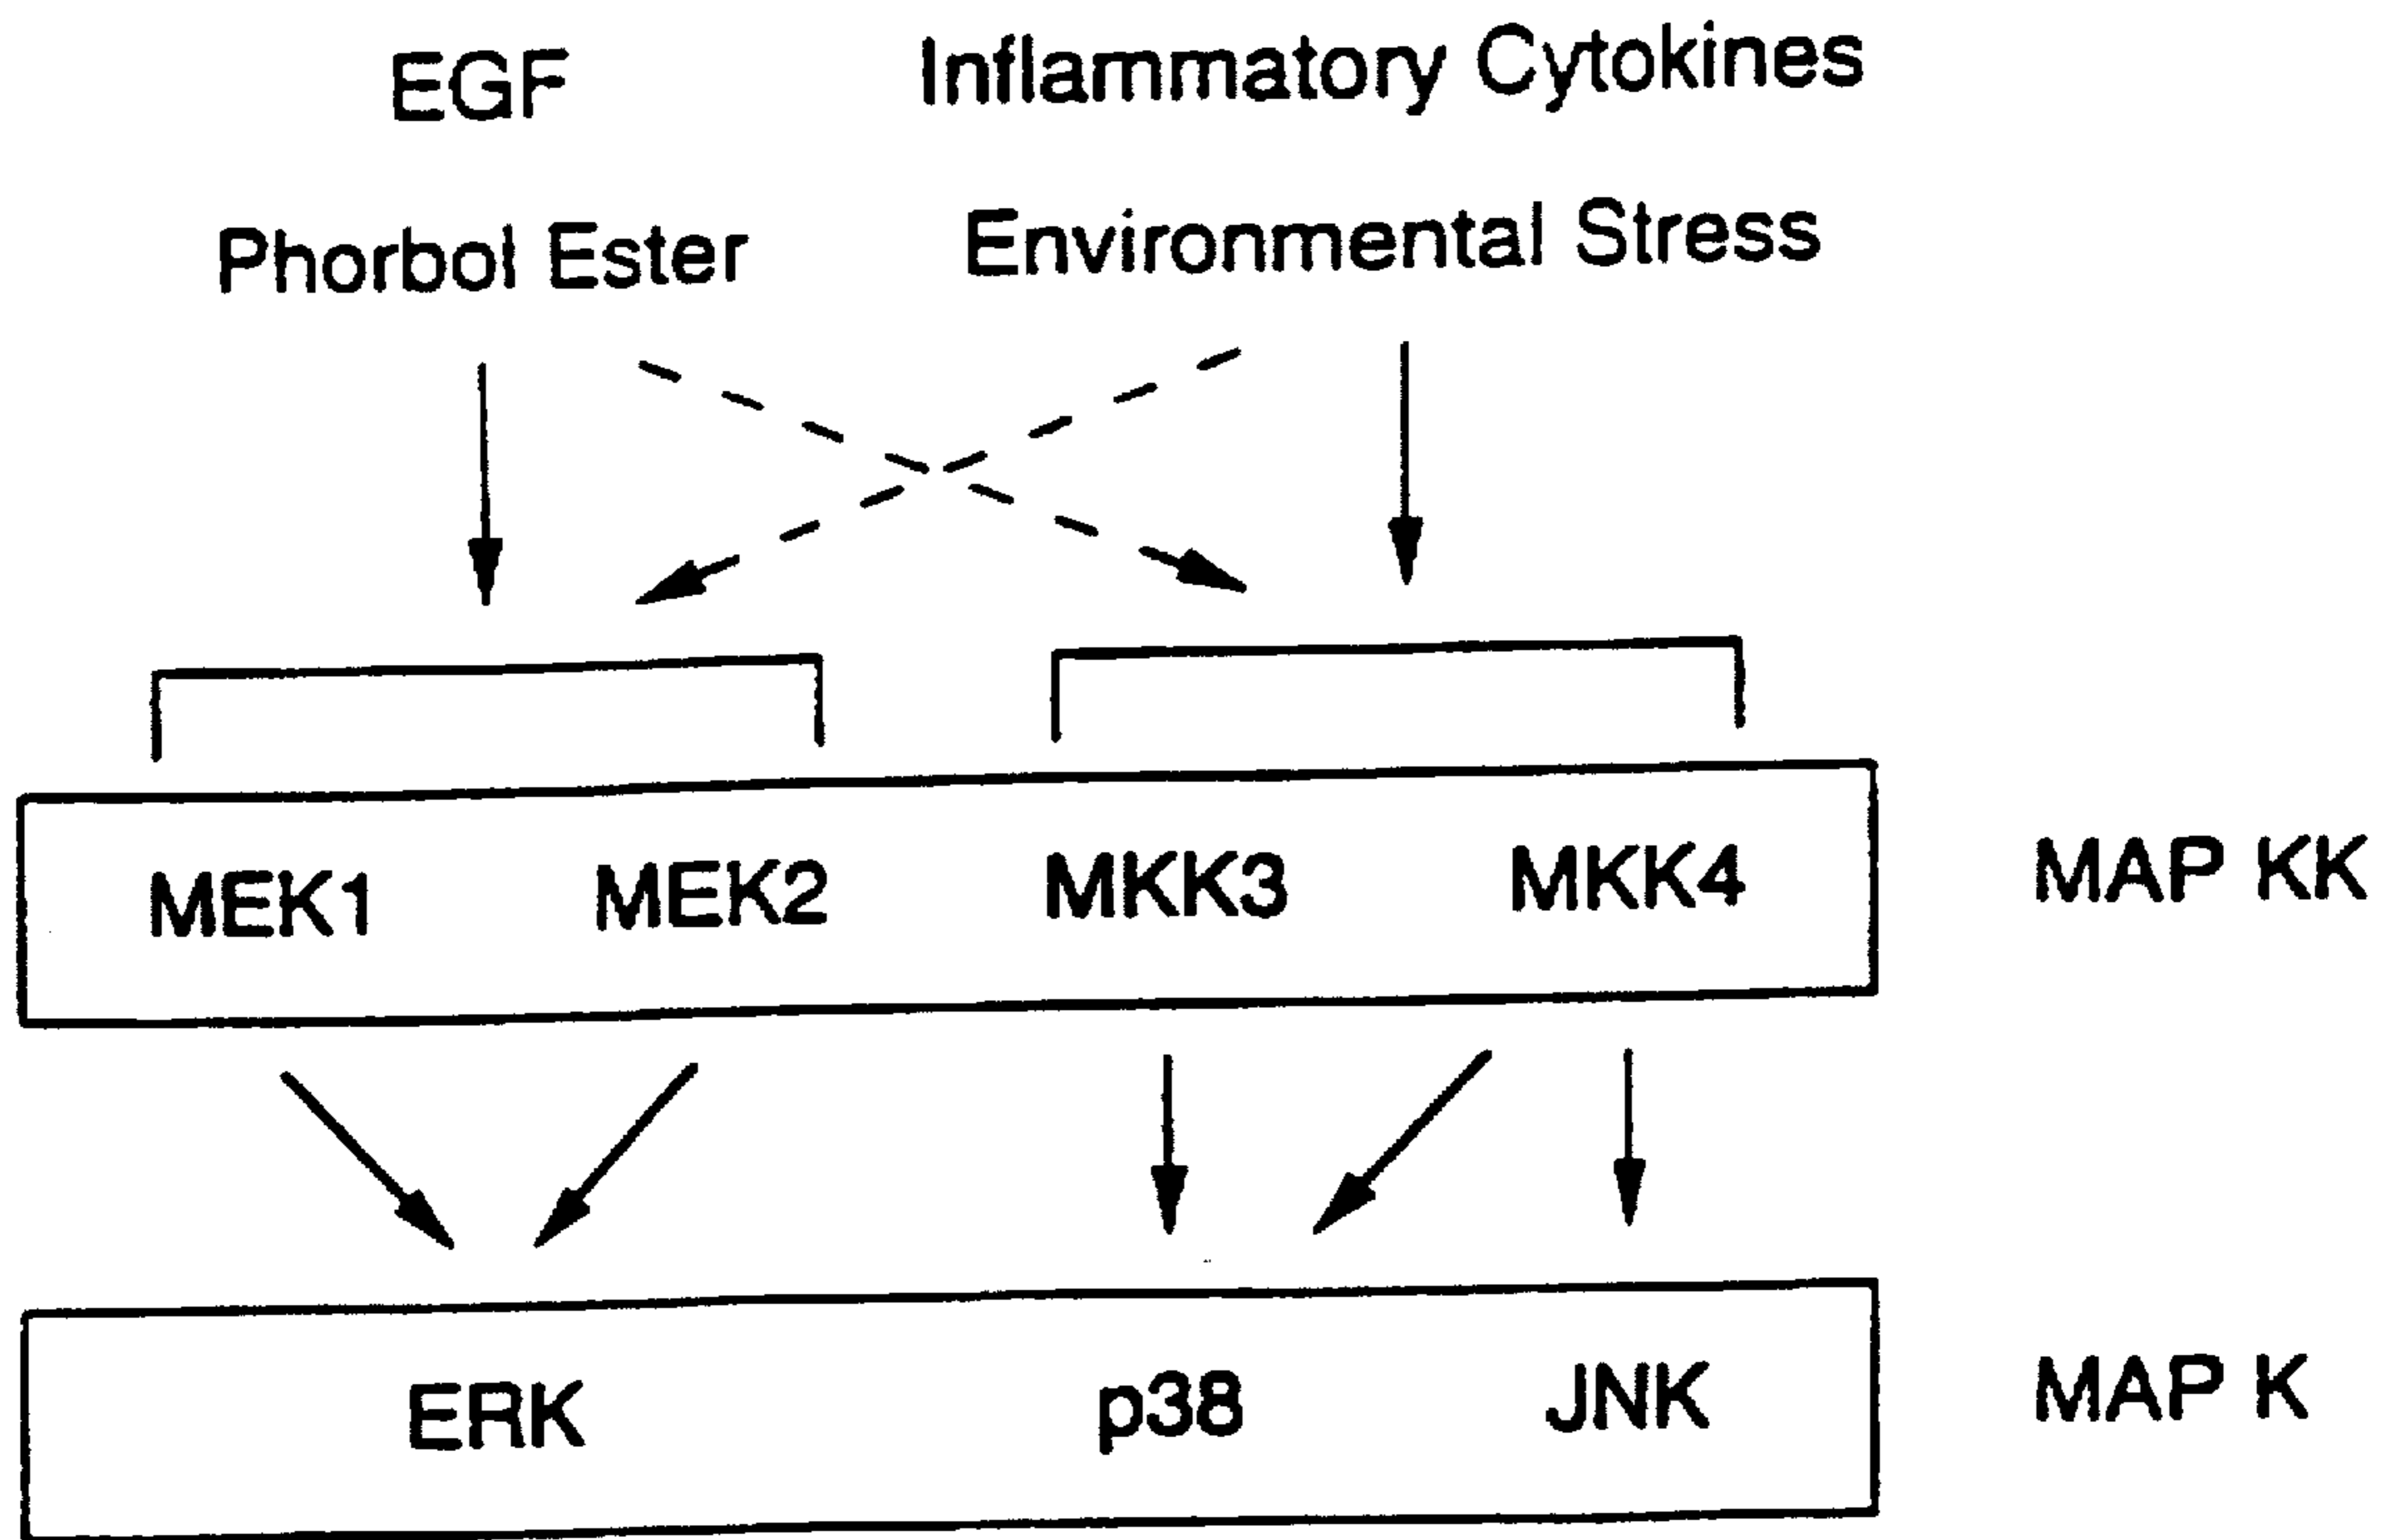 EGF
Inflammatory Cytokines
Phorbol Ester
Environmental Stress
MEK1 MEK2 MKK3 MKK4 MAP KK
ERK p38 JNK MAP K